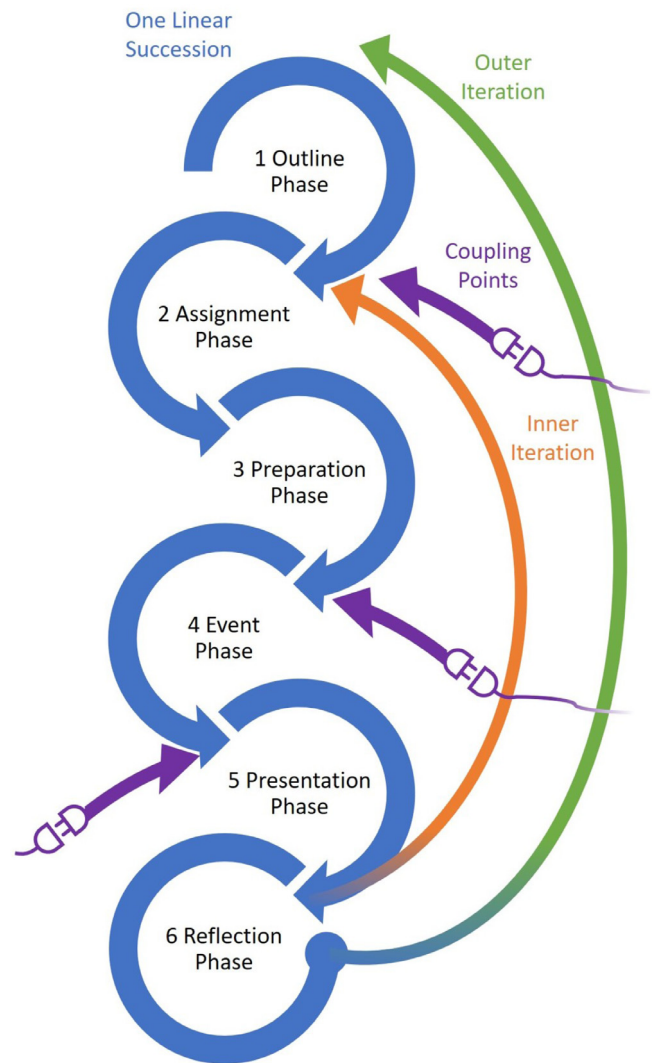 One Linear
Succession
Outer
Iteration
1 Outline
Phase
Coupling
Points
2 Assignment
Phase
Inner
Iteration
3 Preparation
Phase
4 Event
Phase
5 Presentation
Phase
6 Reflection
Phase